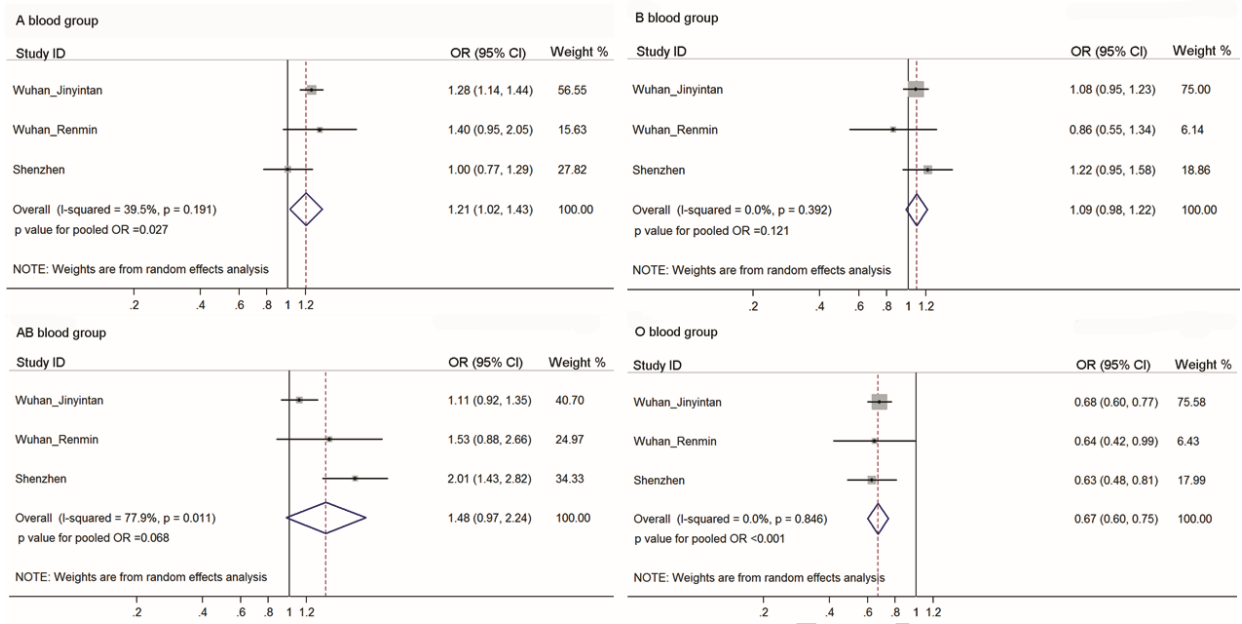 A blood group
Study ID OR (95% CI) Weight %
Wuhan_Jinyintan 1.28 (1.14, 1.44) 56.55
Wuhan_Renmin 1.40 (0.95, 2.05) 15.63
Shenzhen 1.00 (0.77, 1.29) 27.82
Overall (I-squared = 39.5%, p = 0.191) 1.21 (1.02, 1.43) 100.00
p value for pooled OR =0.027
NOTE: Weights are from random effects analysis
.2 .4 .6 .8 1 1.2
B blood group
Study ID OR (95% CI) Weight %
Wuhan_Jinyintan 1.08 (0.95, 1.23) 75.00
Wuhan_Renmin 0.86 (0.55, 1.34) 6.14
Shenzhen 1.22 (0.95, 1.58) 18.86
Overall (I-squared = 0.0%, p = 0.392) 1.09 (0.98, 1.22) 100.00
p value for pooled OR =0.121
NOTE: Weights are from random effects analysis
.2 .4 .6 .8 1 1.2
AB blood group
Study ID OR (95% CI) Weight %
Wuhan_Jinyintan 1.11 (0.92, 1.35) 40.70
Wuhan_Renmin 1.53 (0.88, 2.66) 24.97
Shenzhen 2.01 (1.43, 2.82) 34.33
Overall (I-squared = 77.9%, p = 0.011) 1.48 (0.97, 2.24) 100.00
p value for pooled OR =0.068
NOTE: Weights are from random effects analysis
.2 .4 .6 .8 1 1.2
O blood group
Study ID OR (95% CI) Weight %
Wuhan_Jinyintan 0.68 (0.60, 0.77) 75.58
Wuhan_Renmin 0.64 (0.42, 0.99) 6.43
Shenzhen 0.63 (0.48, 0.81) 17.99
Overall (I-squared = 0.0%, p = 0.846) 0.67 (0.60, 0.75) 100.00
p value for pooled OR <0.001
NOTE: Weights are from random effects analysis
.2 .4 .6 .8 1 1.2